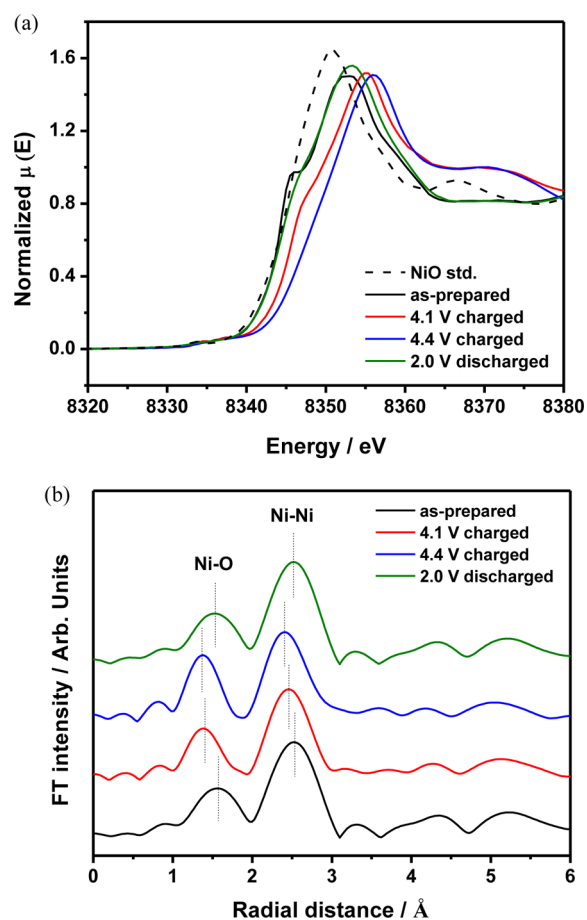 (a)
Normalized μ (E)
1.6
1.2
0.8
0.4
0.0
NiO std.
as-prepared
4.1 V charged
4.4 V charged
2.0 V discharged
8320 8330 8340 8350 8360 8370 8380
Energy / eV
(b)
FT intensity / Arb. Units
Ni-O
Ni-Ni
as-prepared
4.1 V charged
4.4 V charged
2.0 V discharged
0 1 2 3 4 5 6
Radial distance / Å